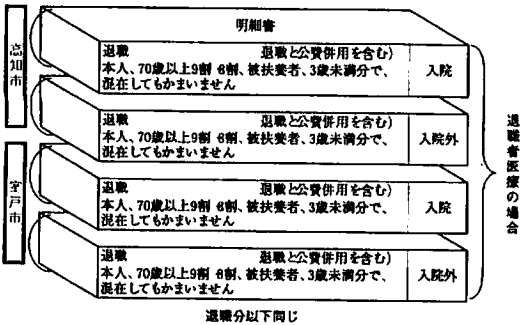 明細書
高知市
退職 退職と公費併用を含む)
本人、70歳以上9割 8割、被扶養者、3歳未満分で、
混在してもかまいません
入院
退職 退職と公費併用を含む)
本人、70歳以上9割 8割、被扶養者、3歳未満分で、
混在してもかまいません
入院外
室戸市
退職 退職と公費併用を含む)
本人、70歳以上9割 8割、被扶養者、3歳未満分で、
混在してもかまいません
入院
退職 退職と公費併用を含む)
本人、70歳以上9割 8割、被扶養者、3歳未満分で、
混在してもかまいません
入院外
退職者医療の場合
退職分以下同じ